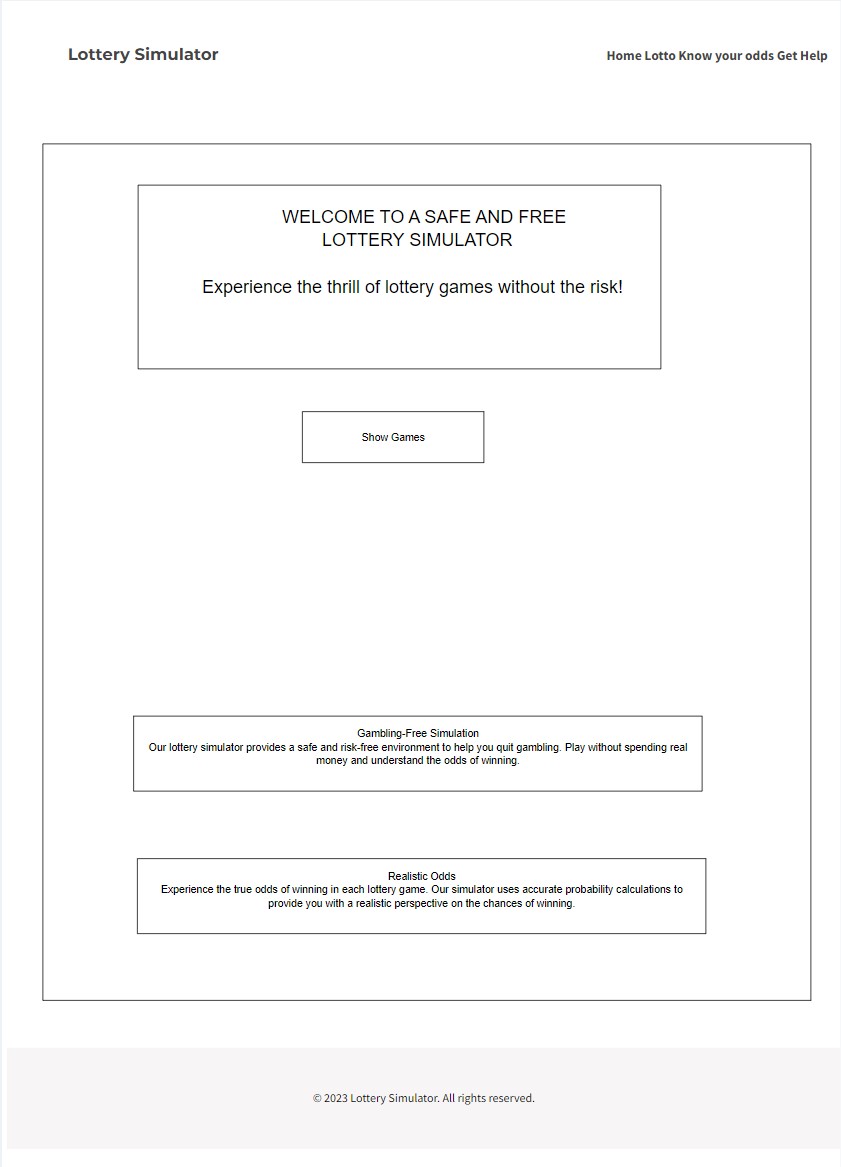 Lottery Simulator
Home Lotto Know your odds Get Help
WELCOME TO A SAFE AND FREE
LOTTERY SIMULATOR
Experience the thrill of lottery games without the risk!
Show Games
Gambling-Free Simulation
Our lottery simulator provides a safe and risk-free environment to help you quit gambling. Play without spending real
money and understand the odds of winning.
Realistic Odds
Experience the true odds of winning in each lottery game. Our simulator uses accurate probability calculations to
provide you with a realistic perspective on the chances of winning.
© 2023 Lottery Simulator. All rights reserved.